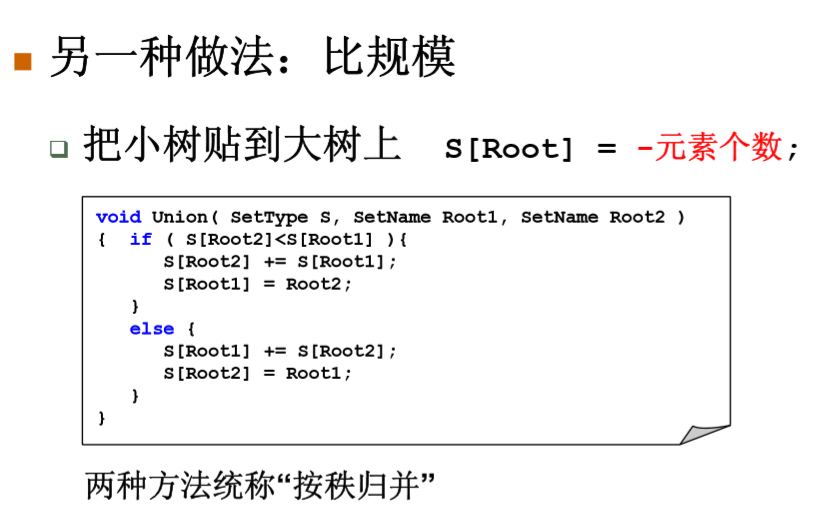 另一种做法：比规模
把小树贴到大树上 S[Root] = -元素个数;
void Union( SetType S, SetName Root1, SetName Root2 )
{ if ( S[Root2]<S[Root1] ){
S[Root2] += S[Root1];
S[Root1] = Root2;
}
else {
S[Root1] += S[Root2];
S[Root2] = Root1;
}
}
两种方法统称“按秩归并”